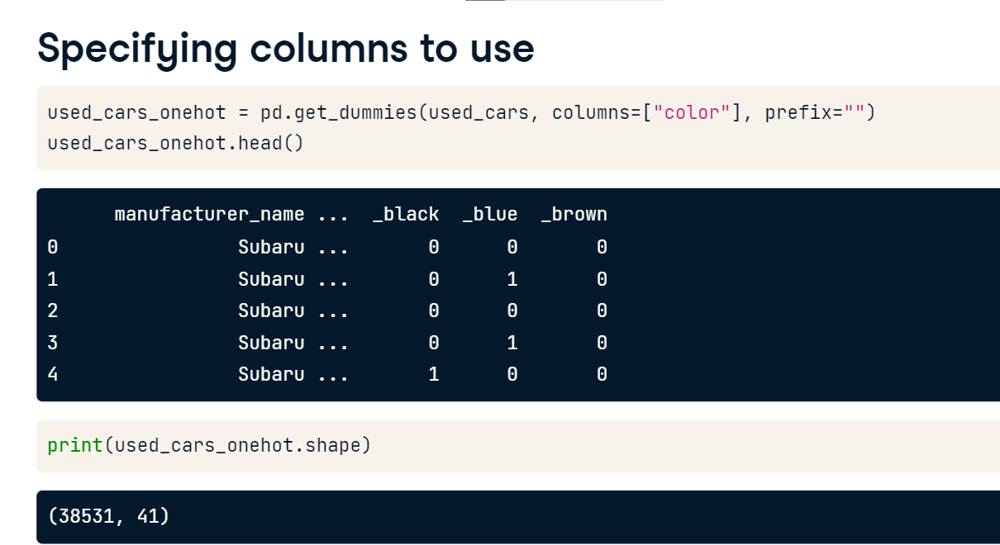 Specifying columns to use
used_cars_onehot = pd.get_dummies(used_cars, columns=["color"], prefix="")
used_cars_onehot.head()
manufacturer_name ... _black _blue _brown
0 Subaru ... 0 0 0
1 Subaru ... 0 1 0
2 Subaru ... 0 0 0
3 Subaru ... 0 1 0
4 Subaru ... 1 0 0
print(used_cars_onehot.shape)
(38531, 41)